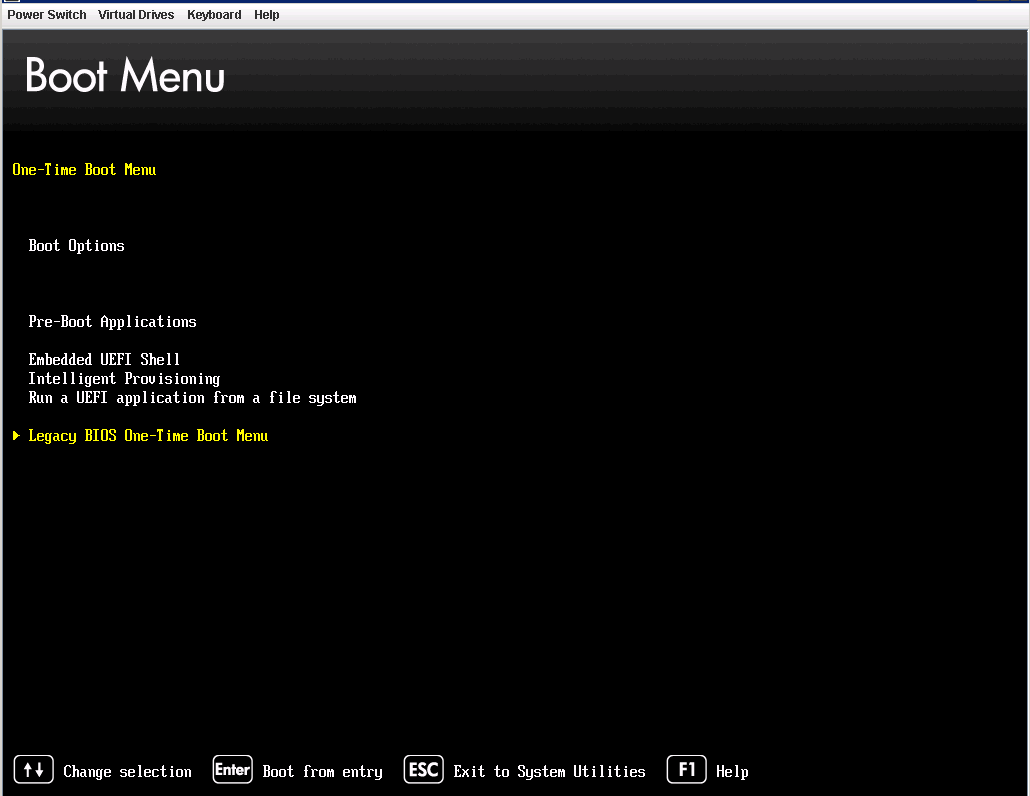 Power Switch Virtual Drives Keyboard Help
Boot Menu
One-Time Boot Menu
Boot Options
Pre-Boot Applications
Embedded UEFI Shell
Intelligent Provisioning
Run a UEFI application from a file system
Legacy BIOS One-Time Boot Menu
↑↓ Change selection Enter Boot from entry ESC Exit to System Utilities F1 Help